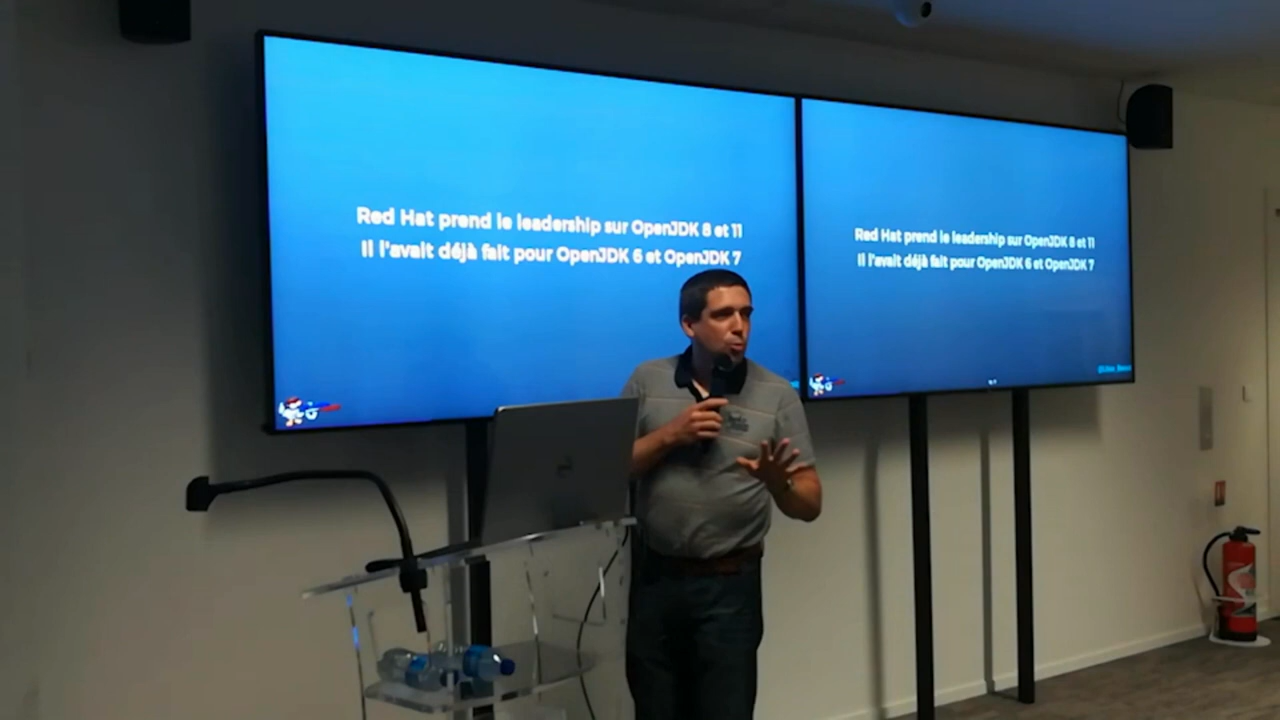 Red Hat prend le leadership sur OpenJDK 8 et 11
Il l'avait déjà fait pour OpenJDK 6 et OpenJDK 7
Red Hat prend le leadership sur OpenJDK 8 et 11
Il l'avait déjà fait pour OpenJDK 6 et OpenJDK 7